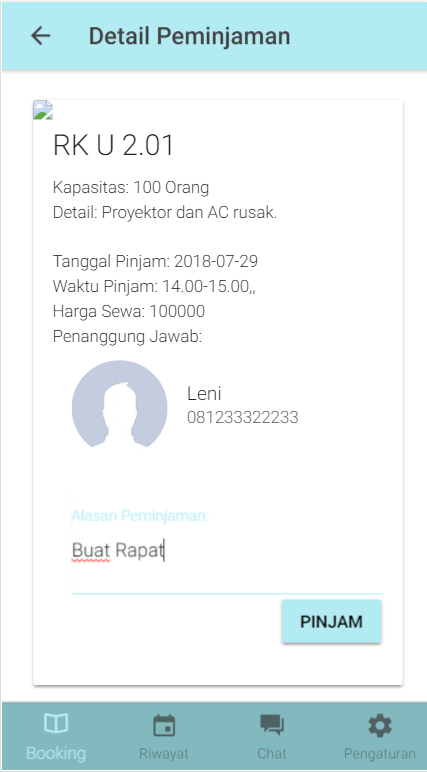 Detail Peminjaman
RK U 2.01
Kapasitas: 100 Orang
Detail: Proyektor dan AC rusak.
Tanggal Pinjam: 2018-07-29
Waktu Pinjam: 14.00-15.00,,
Harga Sewa: 100000
Penanggung Jawab:
Leni
081233322233
Alasan Peminjaman:
Buat Rapat
PINJAM
Booking
Riwayat
Chat
Pengaturan